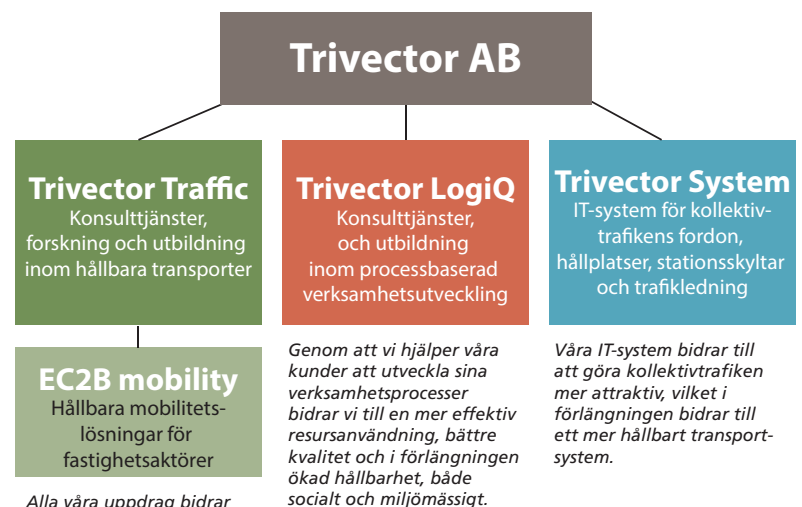 Trivector AB
Trivector Traffic
Konsulttjänster,
forskning och utbildning
inom hållbara transporter
Trivector LogiQ
Konsulttjänster,
och utbildning
inom processbaserad
verksamhetsutveckling
Trivector System
IT-system för kollektiv-
trafikens fordon,
hållplatser, stationsskyltar
och trafikledning
EC2B mobility
Hållbara mobilitets-
lösningar för
fastighetsaktörer
Alla våra uppdrag bidrar
Genom att vi hjälper våra
kunder att utveckla sina
verksamhetsprocesser
bidrar vi till en mer effektiv
resursanvändning, bättre
kvalitet och i förlängningen
ökad hållbarhet, både
socialt och miljömässigt.
Våra IT-system bidrar till
att göra kollektivtrafiken
mer attraktiv, vilket i
förlängningen bidrar till
ett mer hållbart transport-
system.